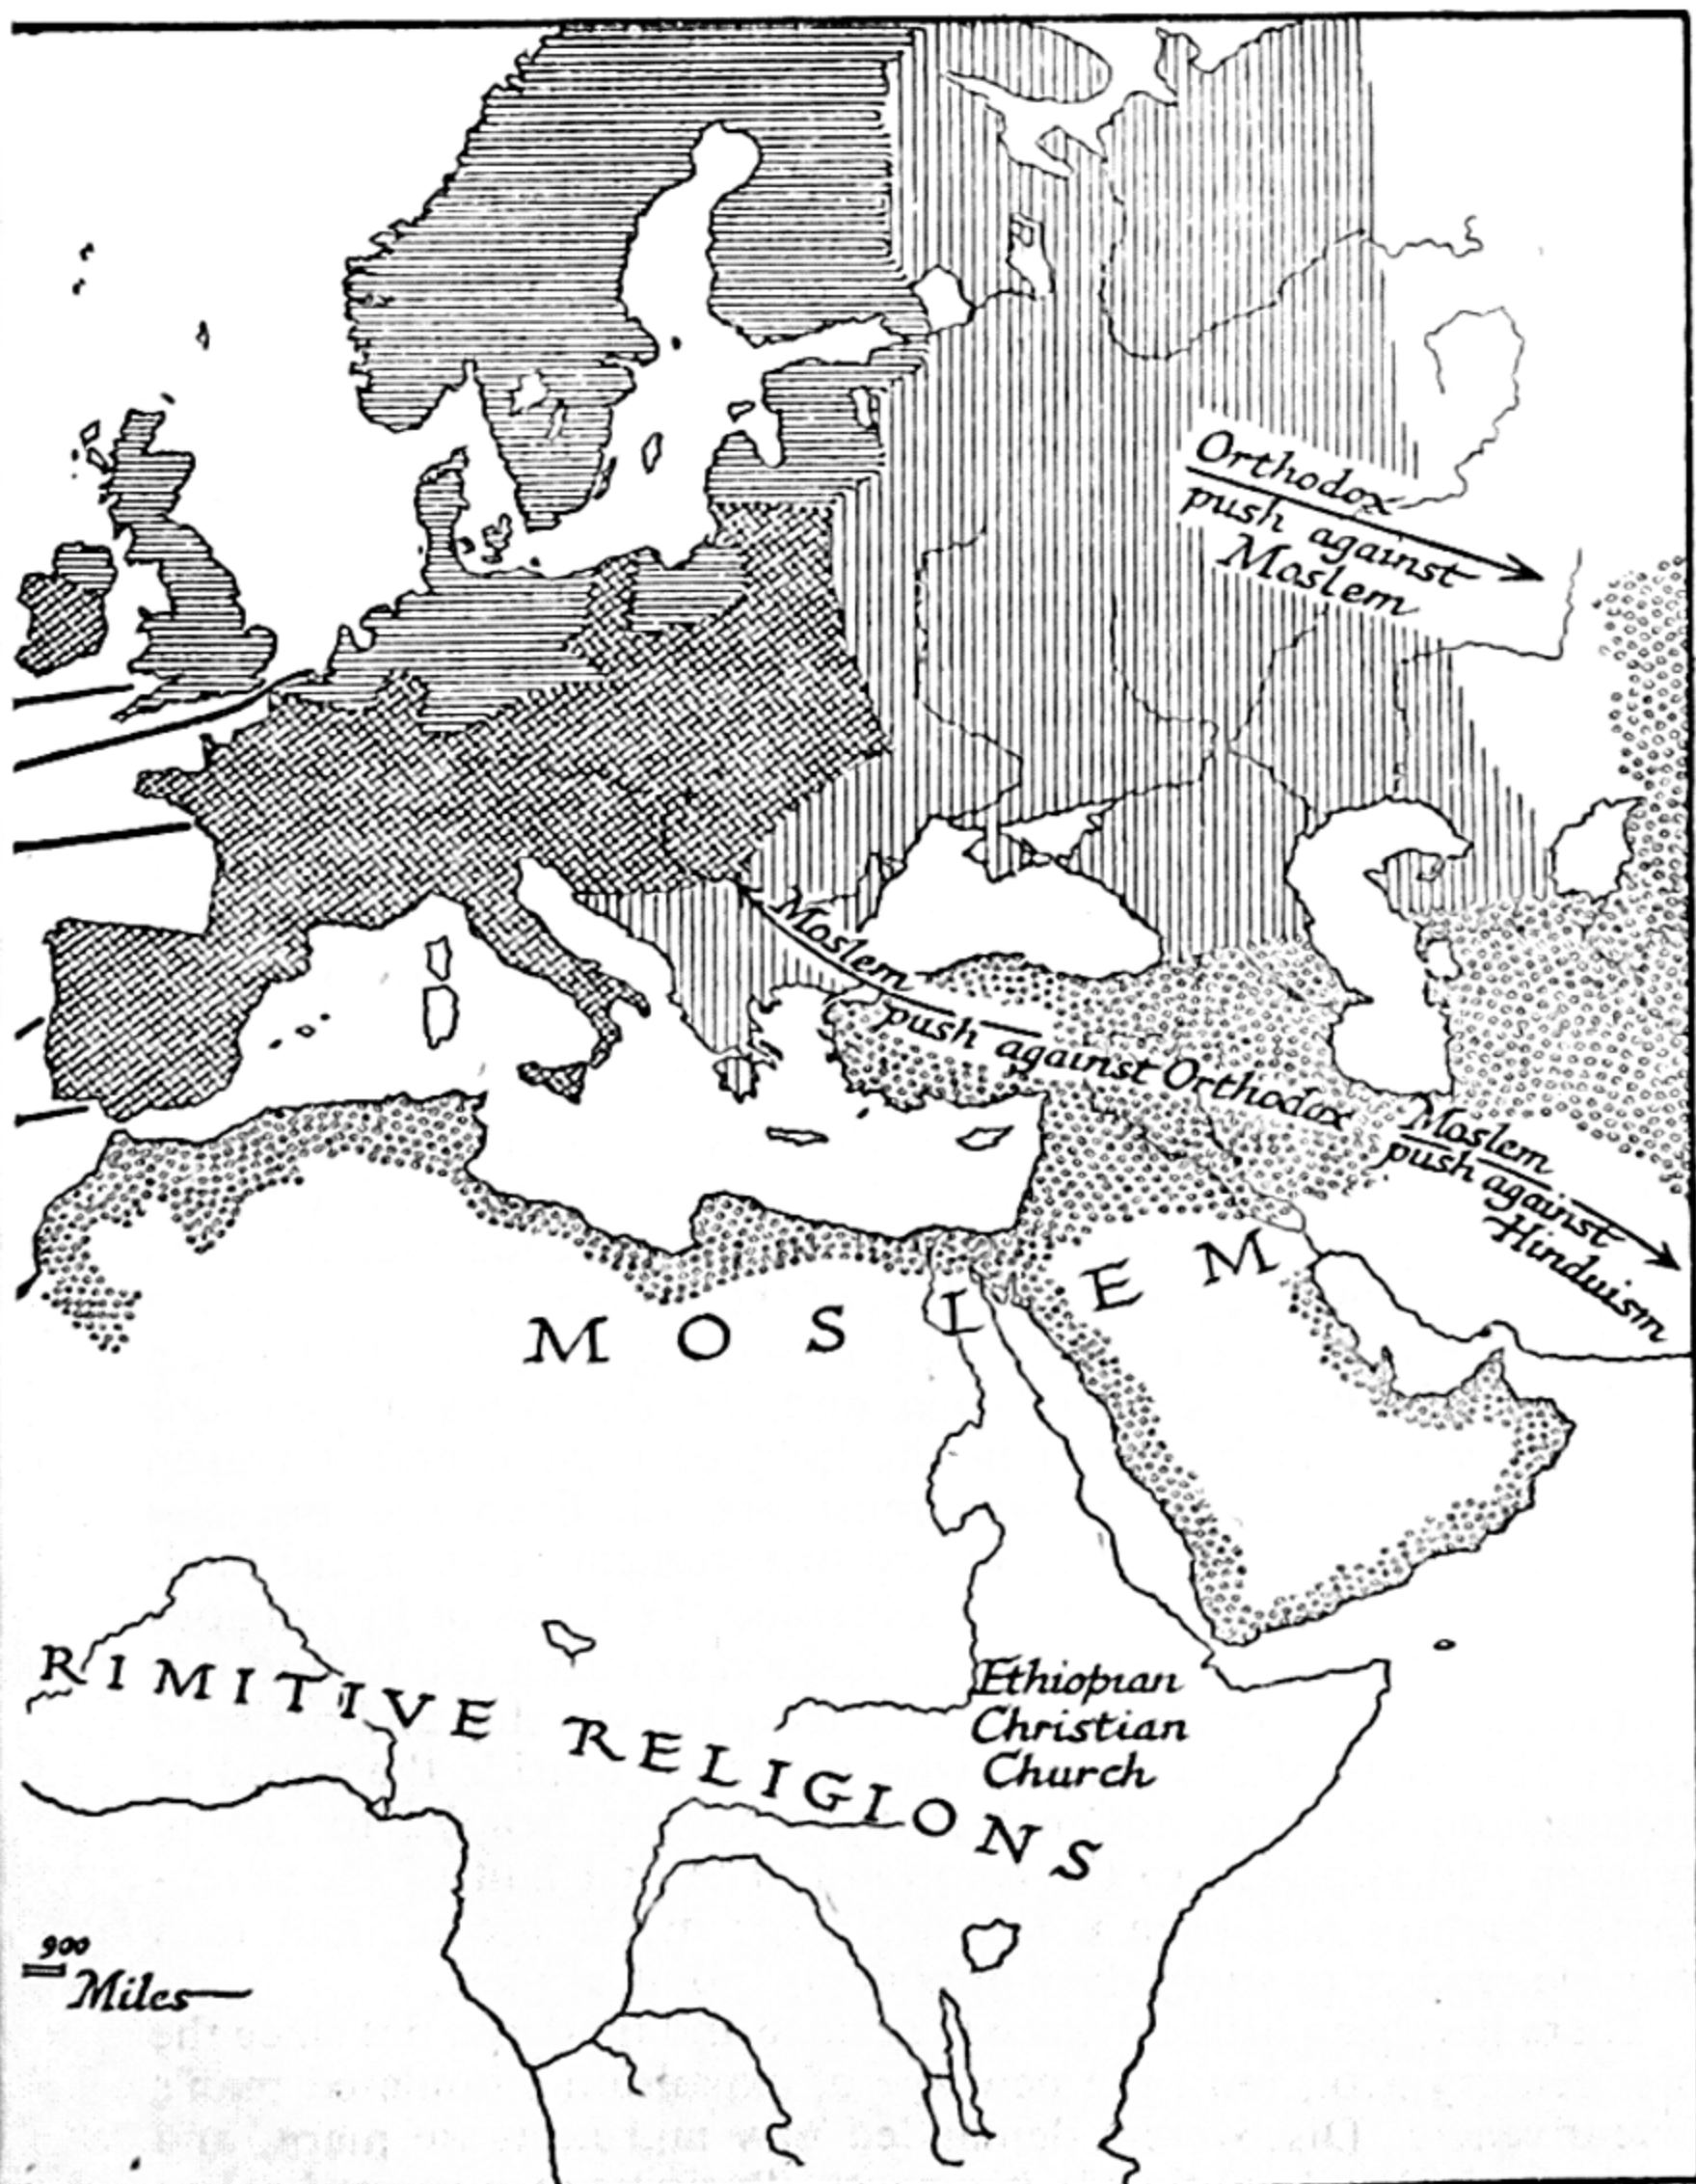 Orthodox
push against
Moslem
Moslem
push against Orthodox
Moslem
push against
Hinduism
MOSLEM
RIMITIVE RELIGIONS
Ethiopian
Christian
Church
900
Miles